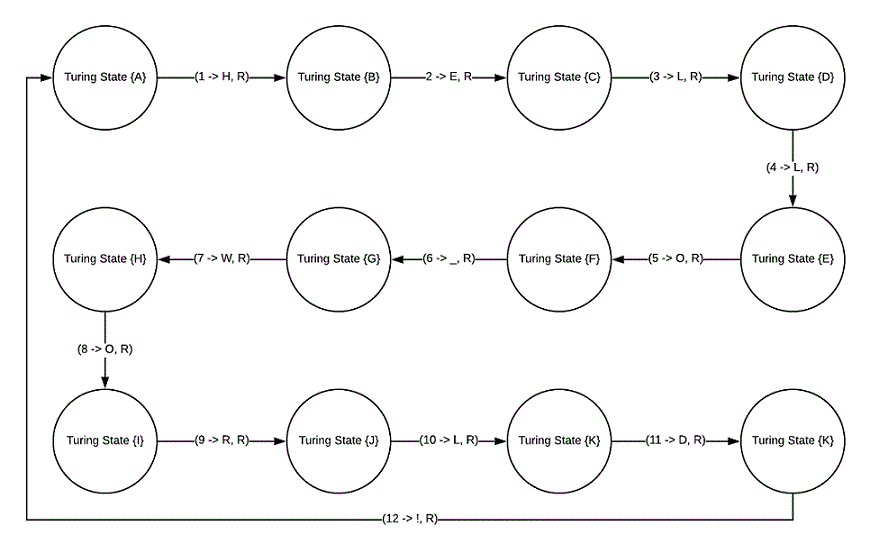 Turing State {A}
(1 -> H, R)
Turing State {B}
2 -> E, R
Turing State {C}
(3 -> L, R)
Turing State {D}
(4 -> L, R)
Turing State {H}
(7 -> W, R)
Turing State {G}
(6 -> _, R)
Turing State {F}
(5 -> O, R)
Turing State {E}
(8 -> O, R)
Turing State {I}
(9 -> R, R)
Turing State {J}
(10 -> L, R)
Turing State {K}
(11 -> D, R)
Turing State {K}
(12 -> !, R)